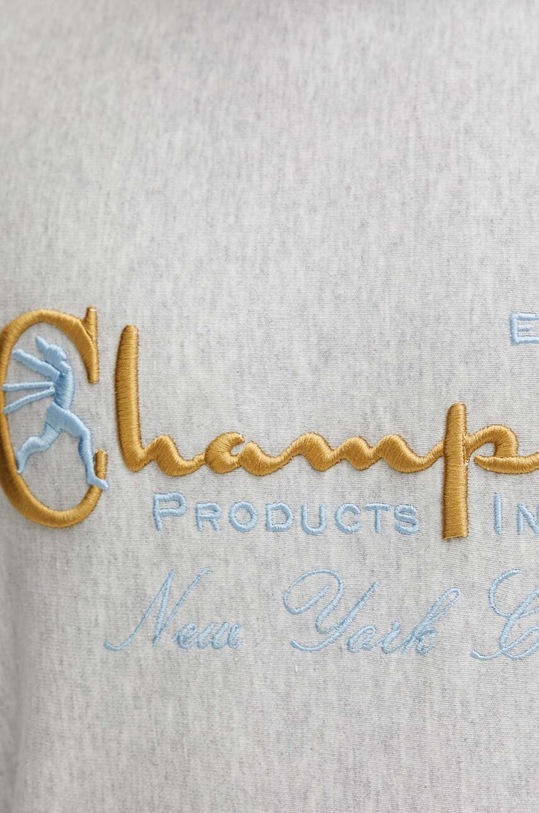 E
Champ
PRODUCTS IN
New York C